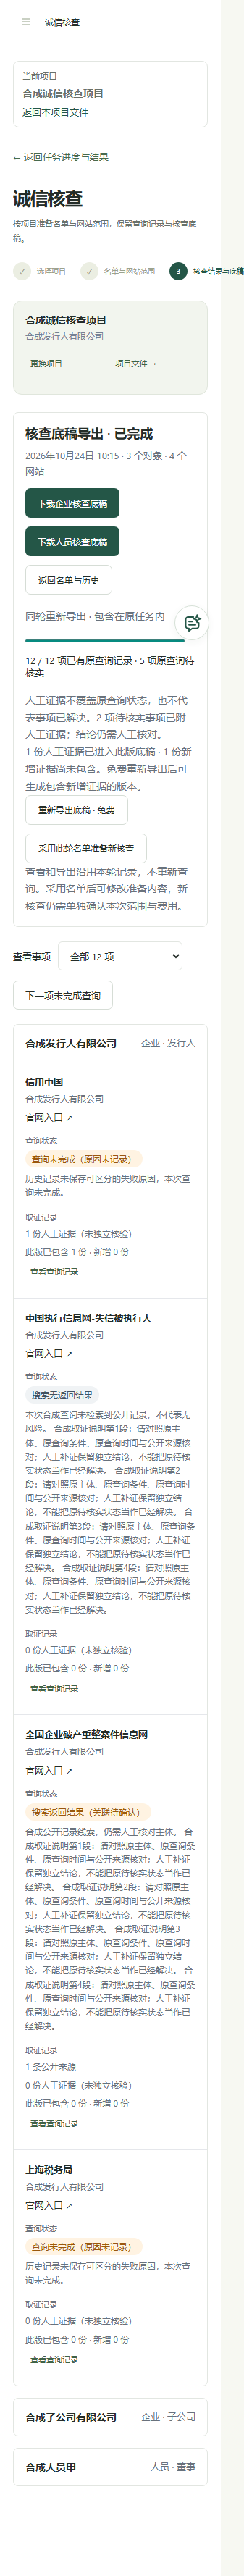 ☰ 诚信核查
当前项目
合成诚信核查项目
返回本项目文件
← 返回任务进度与结果
诚信核查
按项目准备名单与网站范围，保留查询记录与核查底
稿。
✓ 选择项目 ✓ 名单与网站范围 3 核查结果与底稿
合成诚信核查项目
合成发行人有限公司
更换项目 项目文件 →
核查底稿导出 · 已完成
2026年10月24日 10:15 · 3 个对象 · 4 个
网站
下载企业核查底稿
下载人员核查底稿
返回名单与历史
同轮重新导出 · 包含在原任务内
12 / 12 项已有原查询记录 · 5 项原查询待
核实
人工证据不覆盖原查询状态，也不代
表事项已解决。2 项待核实事项已附
人工证据；结论仍需人工核对。
1 份人工证据已进入此版底稿 · 1 份新
增证据尚未包含。免费重新导出后可
生成包含新增证据的版本。
重新导出底稿 · 免费
采用此轮名单准备新核查
查看和导出沿用本轮记录，不重新查
询。采用名单后可修改准备内容，新
核查仍需单独确认本次范围与费用。
查看事项 全部 12 项
下一项未完成查询
合成发行人有限公司 企业 · 发行人
信用中国
合成发行人有限公司
官网入口 ↗
查询状态
查询未完成（原因未记录）
历史记录未保存可区分的失败原因，本次查
询未完成。
取证记录
1 份人工证据（未独立核验）
此版已包含 1 份 · 新增 0 份
查看查询记录
中国执行信息网-失信被执行人
合成发行人有限公司
官网入口 ↗
查询状态
搜索无返回结果
本次合成查询未检索到公开记录，不代表无
风险。 合成取证说明第1段：请对照原主
体、原查询条件、原查询时间与公开来源核
对；人工补证保留独立结论，不能把原待核
实状态当作已经解决。 合成取证说明第2
段：请对照原主体、原查询条件、原查询时
间与公开来源核对；人工补证保留独立结
论，不能把原待核实状态当作已经解决。 合
成取证说明第3段：请对照原主体、原查询条
件、原查询时间与公开来源核对；人工补证
保留独立结论，不能把原待核实状态当作已
经解决。 合成取证说明第4段：请对照原主
体、原查询条件、原查询时间与公开来源核
对；人工补证保留独立结论，不能把原待核
实状态当作已经解决。
取证记录
0 份人工证据（未独立核验）
此版已包含 0 份 · 新增 0 份
查看查询记录
全国企业破产重整案件信息网
合成发行人有限公司
官网入口 ↗
查询状态
搜索返回结果（关联待确认）
合成公开记录线索，仍需人工核对主体。 合
成取证说明第1段：请对照原主体、原查询条
件、原查询时间与公开来源核对；人工补证
保留独立结论，不能把原待核实状态当作已
经解决。 合成取证说明第2段：请对照原主
体、原查询条件、原查询时间与公开来源核
对；人工补证保留独立结论，不能把原待核
实状态当作已经解决。 合成取证说明第3
段：请对照原主体、原查询条件、原查询时
间与公开来源核对；人工补证保留独立结
论，不能把原待核实状态当作已经解决。 合
成取证说明第4段：请对照原主体、原查询条
件、原查询时间与公开来源核对；人工补证
保留独立结论，不能把原待核实状态当作已
经解决。
取证记录
1 条公开来源
0 份人工证据（未独立核验）
此版已包含 0 份 · 新增 0 份
查看查询记录
上海税务局
合成发行人有限公司
官网入口 ↗
查询状态
查询未完成（原因未记录）
历史记录未保存可区分的失败原因，本次查
询未完成。
取证记录
0 份人工证据（未独立核验）
此版已包含 0 份 · 新增 0 份
查看查询记录
合成子公司有限公司 企业 · 子公司
合成人员甲 人员 · 董事